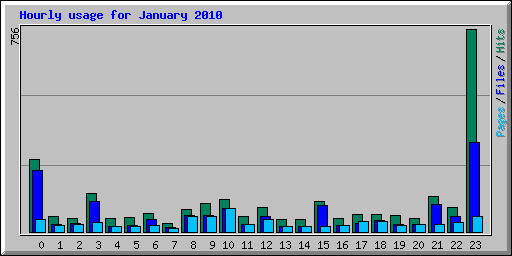 Hourly usage for January 2010
756
Pages/Files/Hits
0 1 2 3 4 5 6 7 8 9 10 11 12 13 14 15 16 17 18 19 20 21 22 23